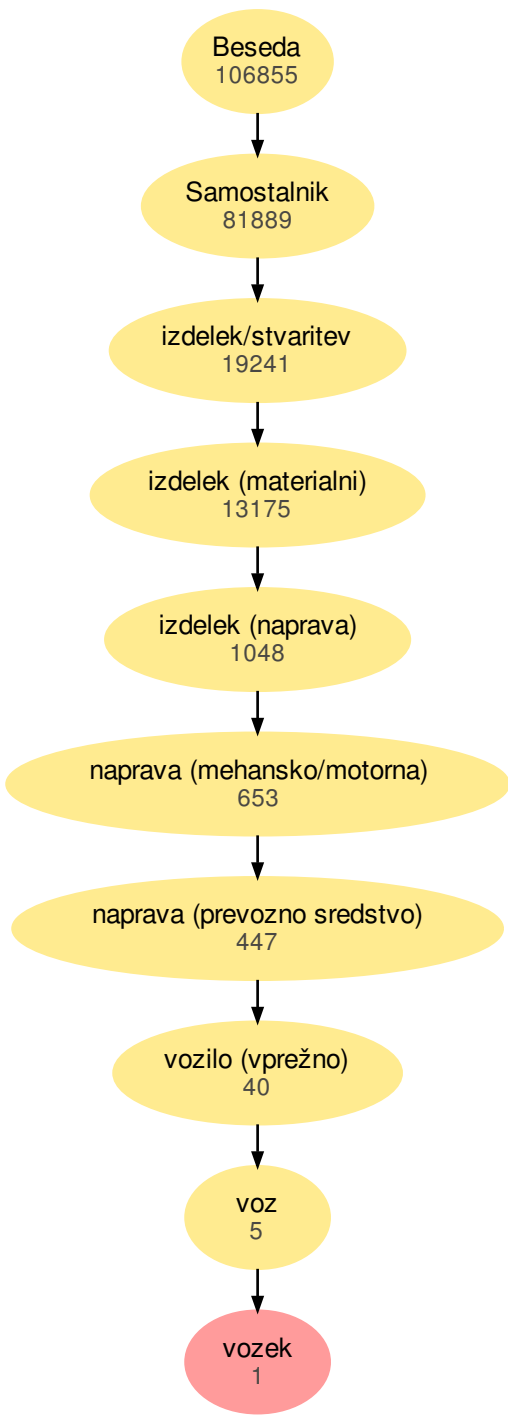 Beseda
106855
Samostalnik
81889
izdelek/stvaritev
19241
izdelek (materialni)
13175
izdelek (naprava)
1048
naprava (mehansko/motorna)
653
naprava (prevozno sredstvo)
447
vozilo (vprežno)
40
voz
5
vozek
1